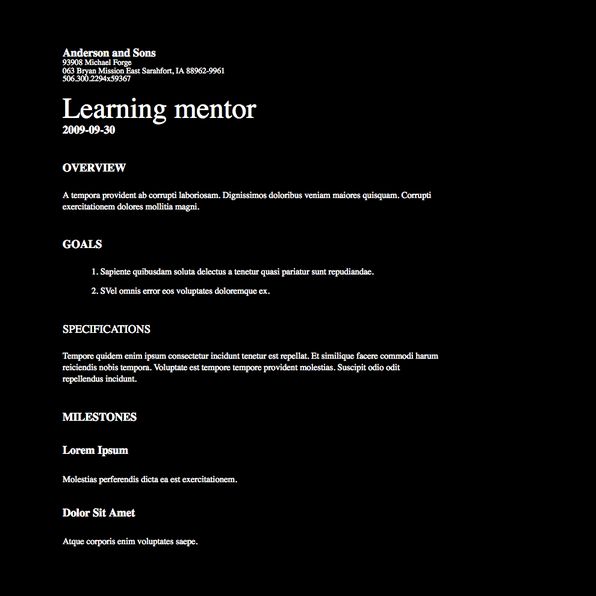 Anderson and Sons
93908 Michael Forge
063 Bryan Mission East Sarahfort, IA 88962-9961
506.300.2294x59367
Learning mentor
2009-09-30
OVERVIEW
A tempora provident ab corrupti laboriosam. Dignissimos doloribus veniam maiores quisquam. Corrupti
exercitationem dolores mollitia magni.
GOALS
1. Sapiente quibusdam soluta delectus a tenetur quasi pariatur sunt repudiandae.
2. SVel omnis error eos voluptates doloremque ex.
SPECIFICATIONS
Tempore quidem enim ipsum consectetur incidunt tenetur est repellat. Et similique facere commodi harum
reiciendis nobis tempora. Voluptate est tempore tempore provident molestias. Suscipit odio odit
repellendus incidunt.
MILESTONES
Lorem Ipsum
Molestias perferendis dicta ea est exercitationem.
Dolor Sit Amet
Atque corporis enim voluptates saepe.